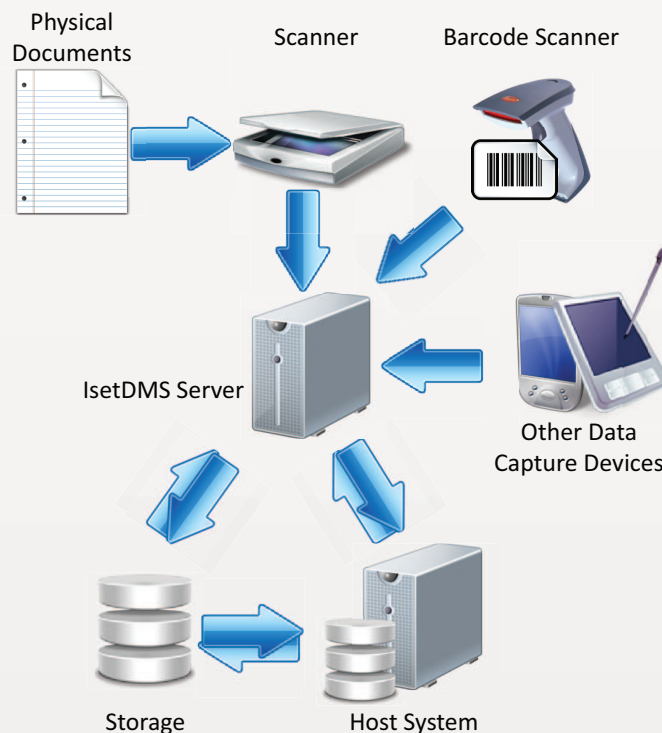 Physical
Documents
Scanner
Barcode Scanner
IsetDMS Server
Other Data
Capture Devices
Storage
Host System